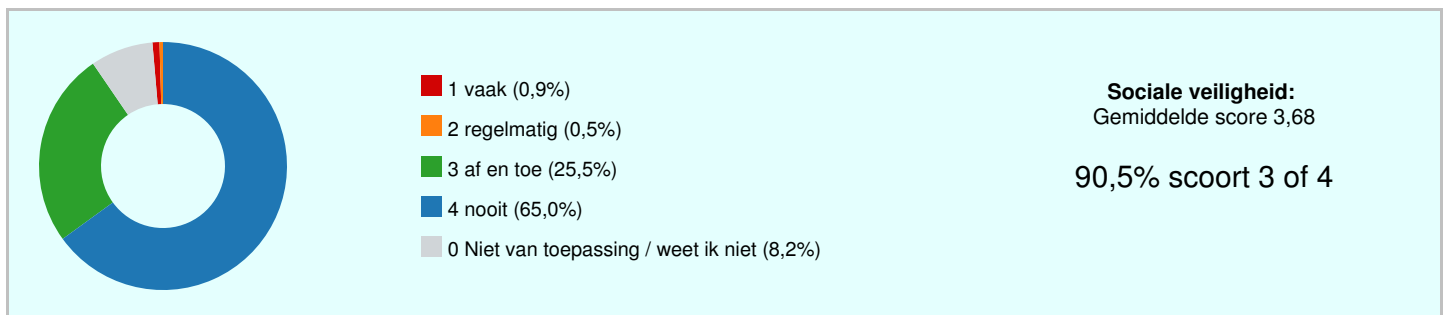 1 vaak (0,9%)
2 regelmatig (0,5%)
3 af en toe (25,5%)
4 nooit (65,0%)
0 Niet van toepassing / weet ik niet (8,2%)
Sociale veiligheid:
Gemiddelde score 3,68
90,5% scoort 3 of 4